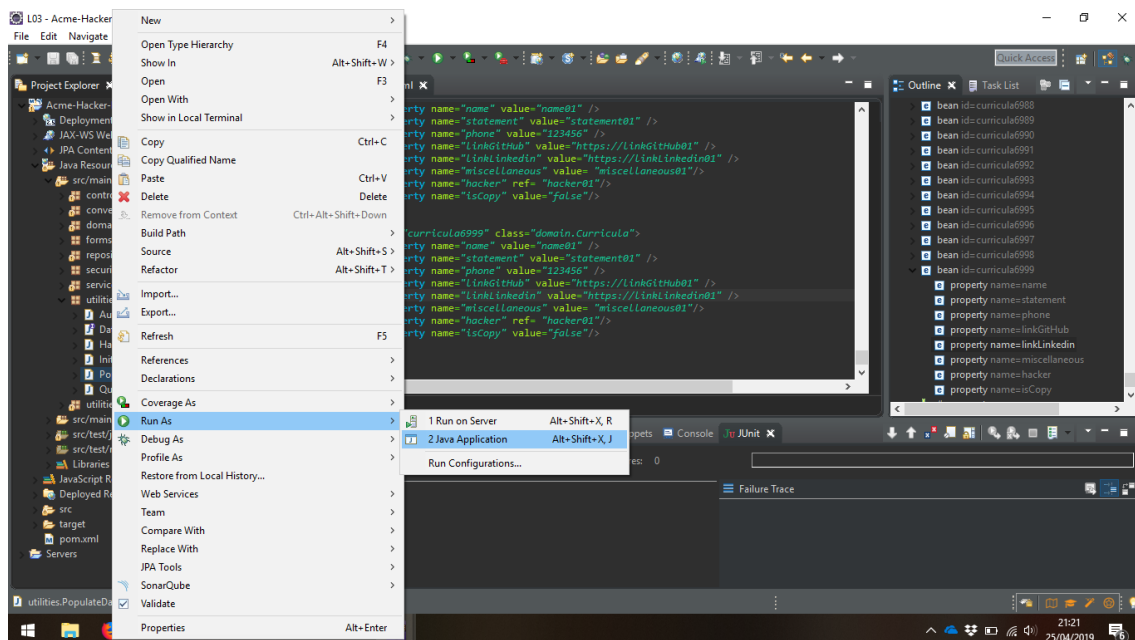 L03 - Acme-Hacker
File Edit Navigate
Quick Access
Project Explorer
Acme-Hacker-
Deployment
JAX-WS We
JPA Content
Java Resour
src/main
contr
conve
doma
forms
reposi
securi
servic
utilitie
Au
Da
Ha
Ini
Po
Qu
utilitie
src/main
src/test/j
src/test/r
Libraries
JavaScript R
Deployed Re
src
target
pom.xml
Servers
New
Open Type Hierarchy F4
Show In Alt+Shift+W
Open F3
Open With
Show in Local Terminal
Copy Ctrl+C
Copy Qualified Name
Paste Ctrl+V
Delete Delete
Remove from Context Ctrl+Alt+Shift+Down
Build Path
Source Alt+Shift+S
Refactor Alt+Shift+T
Import...
Export...
Refresh F5
References
Declarations
Coverage As
Run As
Debug As
Profile As
Restore from Local History...
Web Services
Team
Compare With
Replace With
JPA Tools
SonarQube
Validate
Properties Alt+Enter
1 Run on Server Alt+Shift+X, R
2 Java Application Alt+Shift+X, J
Run Configurations...
ml
erty name="name" value="name01" />
erty name="statement" value="statement01" />
erty name="phone" value="123456" />
erty name="linkGitHub" value="https://linkGitHub01" />
erty name="linkLinkedin" value="https://linkLinkedin01" />
erty name="miscellaneous" value= "miscellaneous01"/>
erty name="hacker" ref= "hacker01"/>
erty name="isCopy" value="false"/>
"curricula6999" class="domain.Curricula">
erty name="name" value="name01" />
erty name="statement" value="statement01" />
erty name="phone" value="123456" />
erty name="linkGitHub" value="https://linkGitHub01" />
erty name="linkLinkedin" value="https://linkLinkedin01" />
erty name="miscellaneous" value= "miscellaneous01"/>
erty name="hacker" ref= "hacker01"/>
erty name="isCopy" value="false"/>
Outline Task List
bean id=curricula6988
bean id=curricula6989
bean id=curricula6990
bean id=curricula6991
bean id=curricula6992
bean id=curricula6993
bean id=curricula6994
bean id=curricula6995
bean id=curricula6996
bean id=curricula6997
bean id=curricula6998
bean id=curricula6999
property name=name
property name=statement
property name=phone
property name=linkGitHub
property name=linkLinkedin
property name=miscellaneous
property name=hacker
property name=isCopy
ppets Console JUnit
res: 0
Failure Trace
utilities.PopulateDa
21:21
25/04/2019